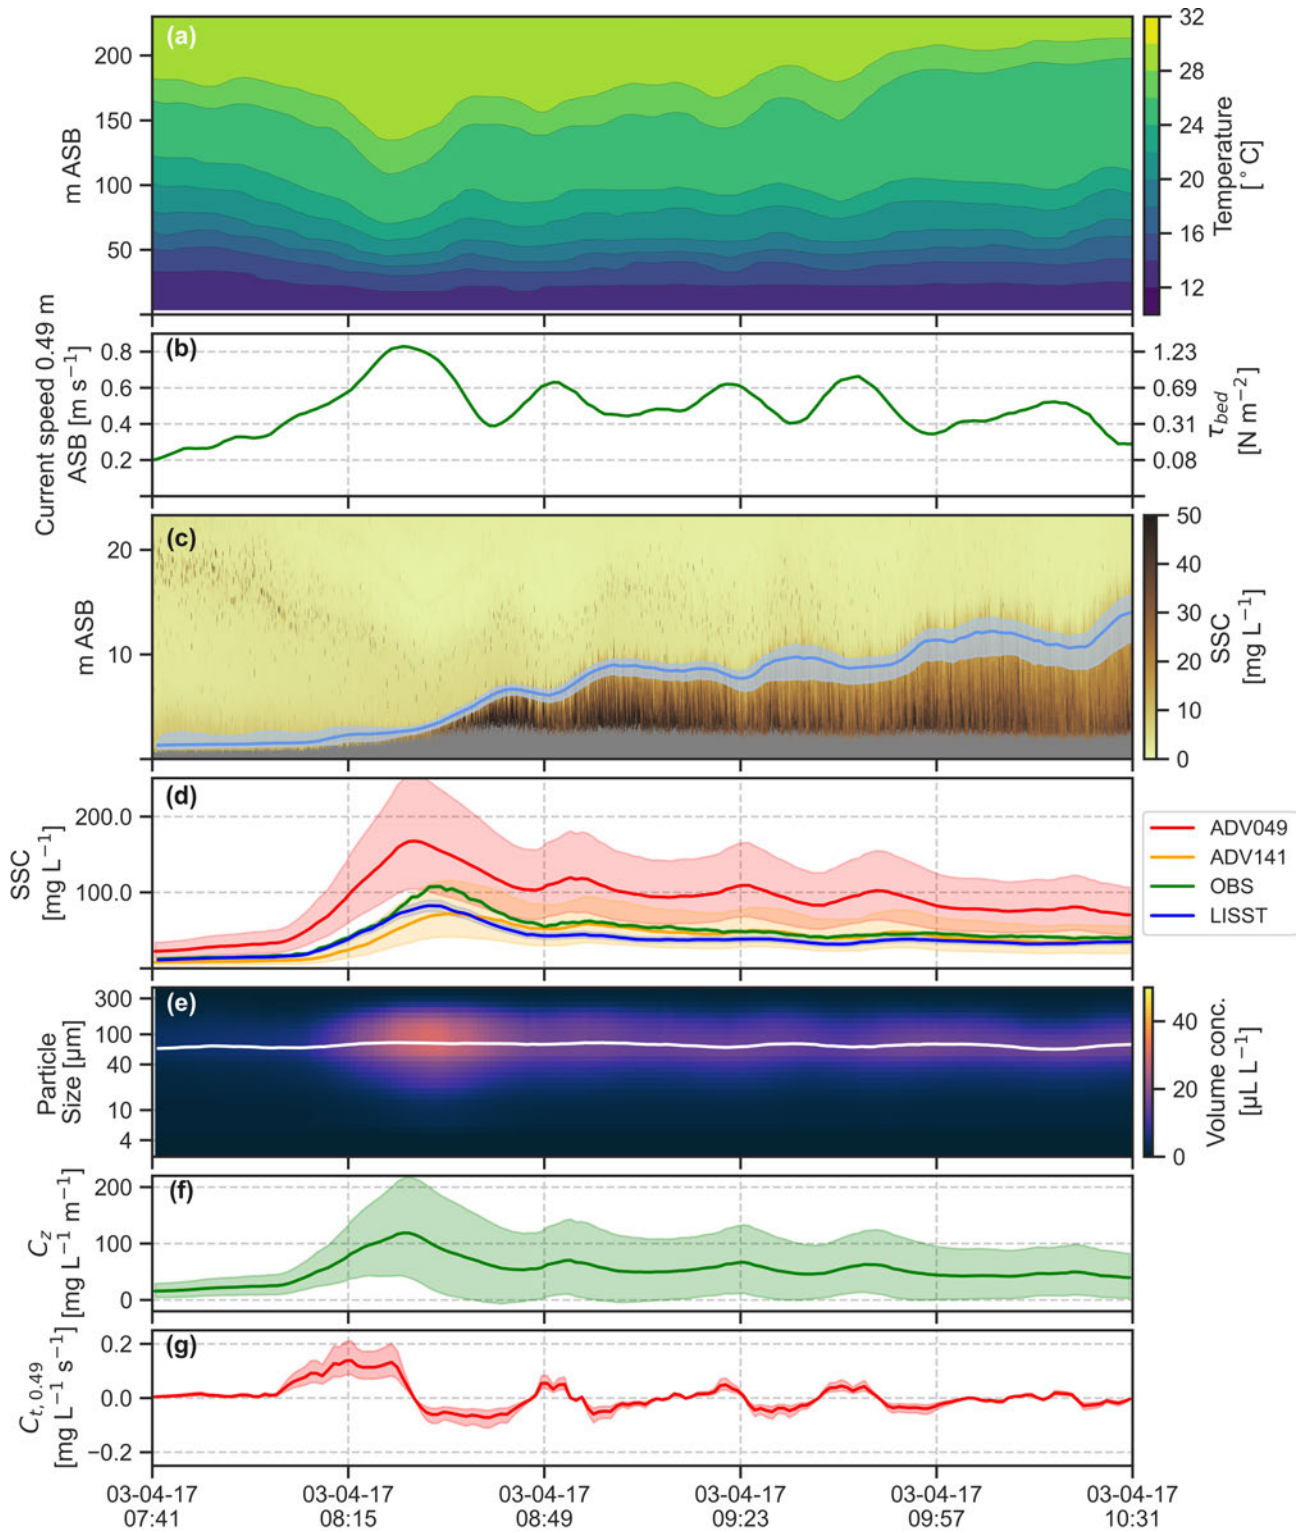 (a)
200
150
100
50
m ASB
32
28
24
20
16
12
Temperature
[°C]
(b)
0.8
0.6
0.4
0.2
Current speed 0.49 m
ASB [m s⁻¹]
1.23
0.69
0.31
0.08
τbed
[N m⁻²]
(c)
20
10
m ASB
50
40
30
20
10
0
SSC
[mg L⁻¹]
(d)
200.0
100.0
SSC
[mg L⁻¹]
ADV049
ADV141
OBS
LISST
(e)
300
100
40
10
4
Particle
Size [µm]
40
20
0
Volume conc.
[µL L⁻¹]
(f)
200
100
0
Cz
[mg L⁻¹ m⁻¹]
(g)
0.2
0.0
−0.2
Ct, 0.49
[mg L⁻¹ s⁻¹]
03-04-17 03-04-17 03-04-17 03-04-17 03-04-17 03-04-17
07:41 08:15 08:49 09:23 09:57 10:31